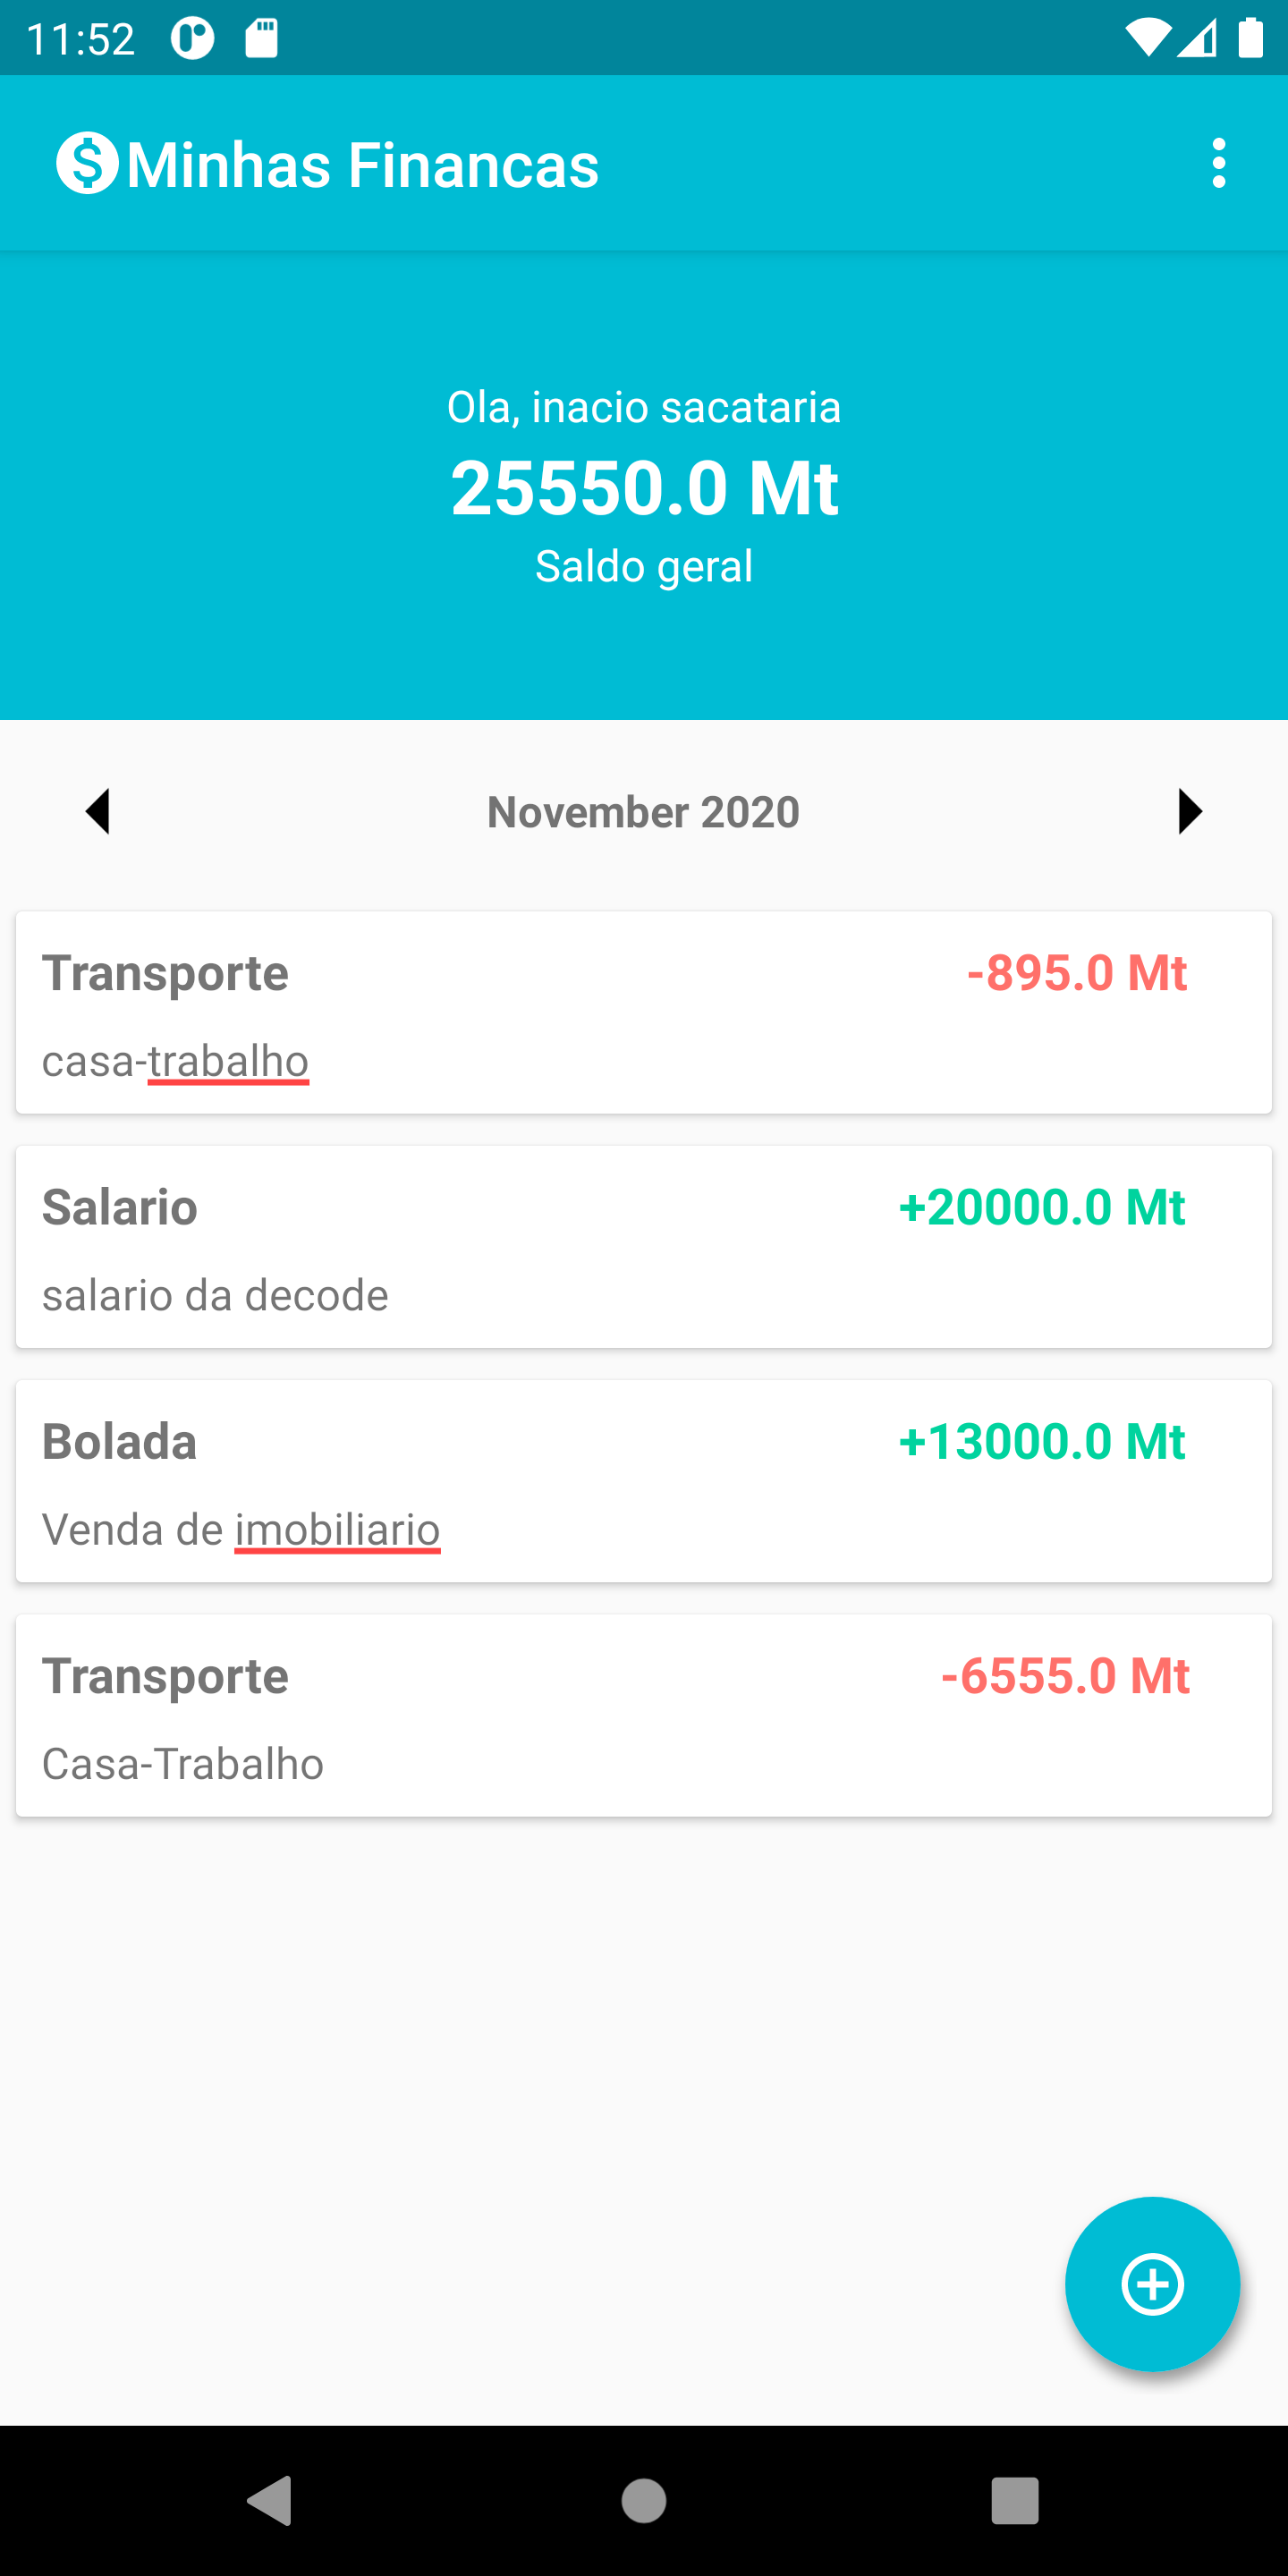 11:52
Minhas Financas
Ola, inacio sacataria
25550.0 Mt
Saldo geral
November 2020
Transporte -895.0 Mt
casa-trabalho
Salario +20000.0 Mt
salario da decode
Bolada +13000.0 Mt
Venda de imobiliario
Transporte -6555.0 Mt
Casa-Trabalho